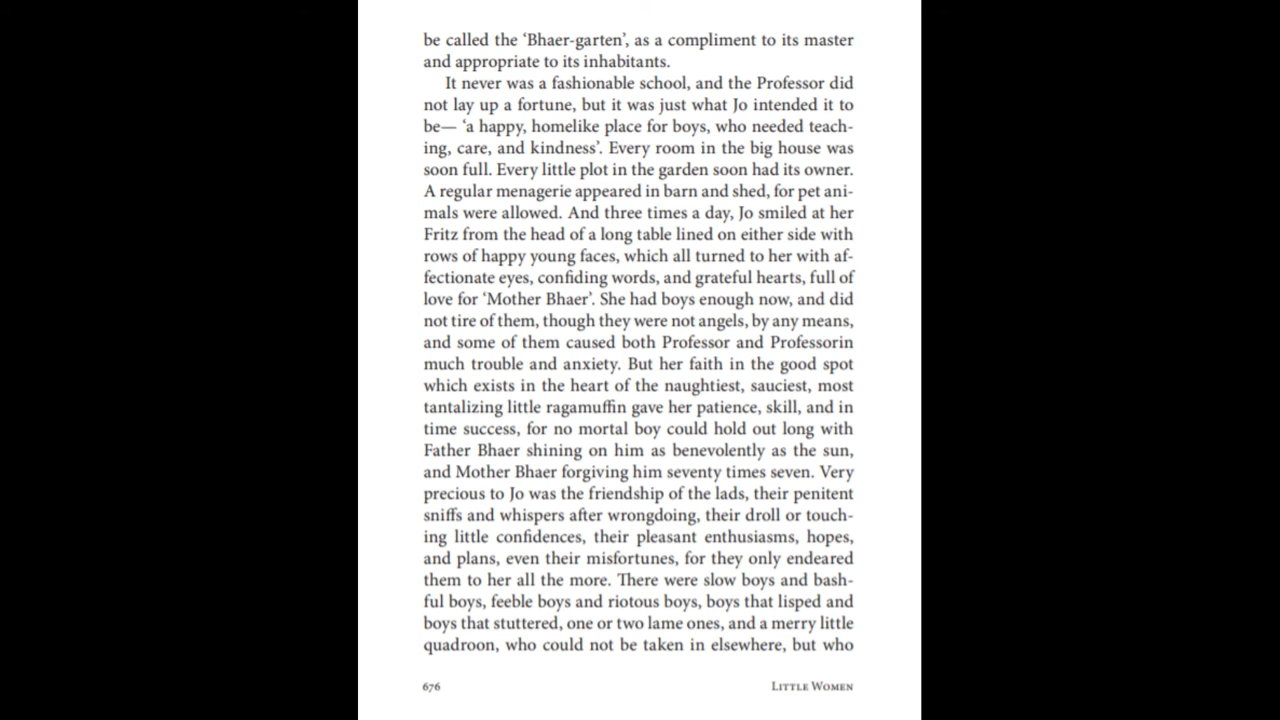 be called the ‘Bhaer-garten’, as a compliment to its master
and appropriate to its inhabitants.
It never was a fashionable school, and the Professor did
not lay up a fortune, but it was just what Jo intended it to
be— ‘a happy, homelike place for boys, who needed teach-
ing, care, and kindness’. Every room in the big house was
soon full. Every little plot in the garden soon had its owner.
A regular menagerie appeared in barn and shed, for pet ani-
mals were allowed. And three times a day, Jo smiled at her
Fritz from the head of a long table lined on either side with
rows of happy young faces, which all turned to her with af-
fectionate eyes, confiding words, and grateful hearts, full of
love for ‘Mother Bhaer’. She had boys enough now, and did
not tire of them, though they were not angels, by any means,
and some of them caused both Professor and Professorin
much trouble and anxiety. But her faith in the good spot
which exists in the heart of the naughtiest, sauciest, most
tantalizing little ragamuffin gave her patience, skill, and in
time success, for no mortal boy could hold out long with
Father Bhaer shining on him as benevolently as the sun,
and Mother Bhaer forgiving him seventy times seven. Very
precious to Jo was the friendship of the lads, their penitent
sniffs and whispers after wrongdoing, their droll or touch-
ing little confidences, their pleasant enthusiasms, hopes,
and plans, even their misfortunes, for they only endeared
them to her all the more. There were slow boys and bash-
ful boys, feeble boys and riotous boys, boys that lisped and
boys that stuttered, one or two lame ones, and a merry little
quadroon, who could not be taken in elsewhere, but who
676 Little Women